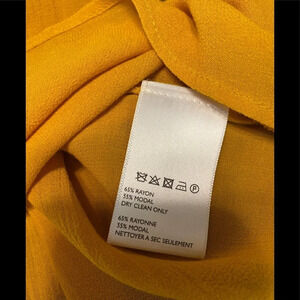 65% RAYON
35% MODAL
DRY CLEAN ONLY
65% RAYONNE
35% MODAL
NETTOYER A SEC SEULEMENT